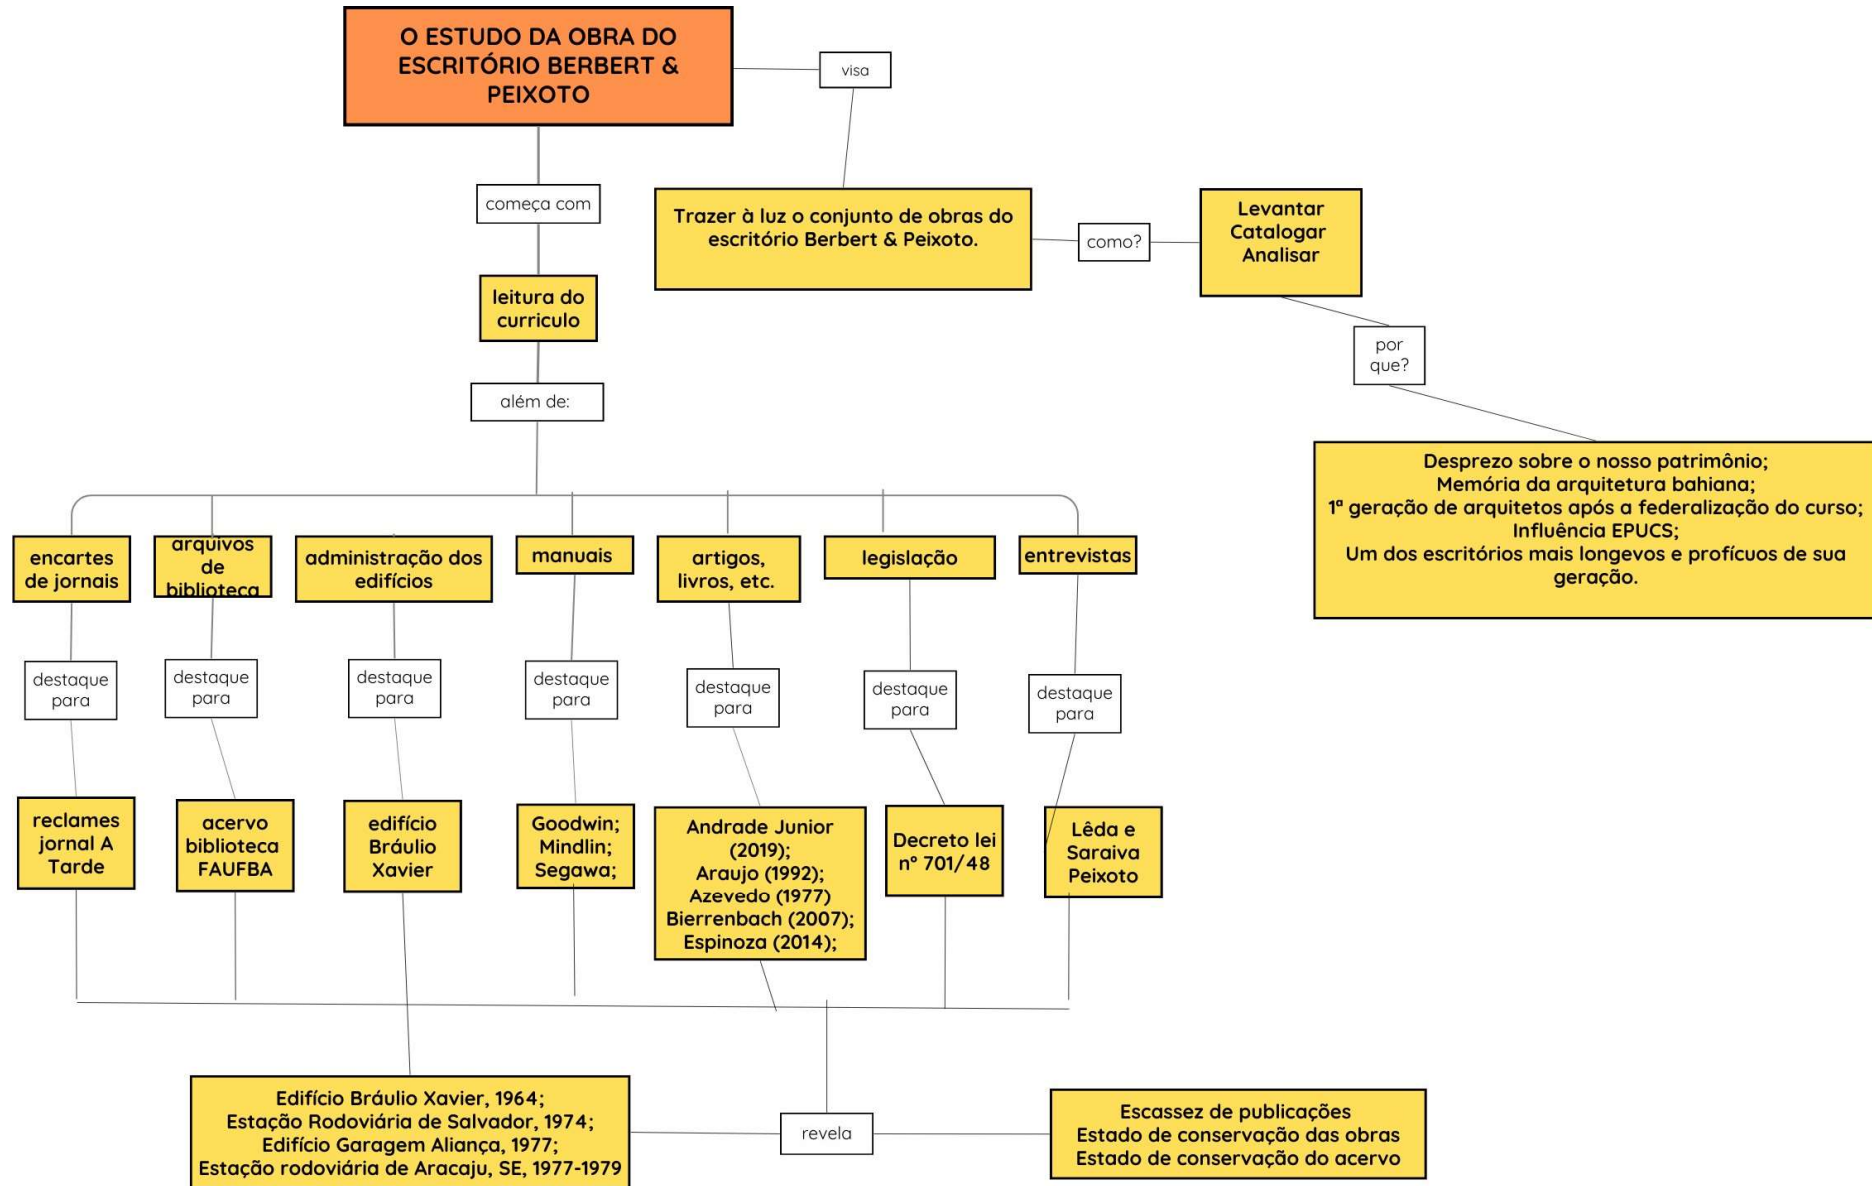 O ESTUDO DA OBRA DO
ESCRITÓRIO BERBERT &
PEIXOTO
visa
começa com
Trazer à luz o conjunto de obras do
escritório Berbert & Peixoto.
como?
Levantar
Catalogar
Analisar
leitura do
curriculo
por
que?
além de:
Desprezo sobre o nosso patrimônio;
Memória da arquitetura bahiana;
1ª geração de arquitetos após a federalização do curso;
Influência EPUCS;
Um dos escritórios mais longevos e profícuos de sua
geração.
encartes
de jornais
arquivos
de
biblioteca
administração dos
edifícios
manuais
artigos,
livros, etc.
legislação
entrevistas
destaque
para
destaque
para
destaque
para
destaque
para
destaque
para
destaque
para
destaque
para
reclames
jornal A
Tarde
acervo
biblioteca
FAUFBA
edifício
Bráulio
Xavier
Goodwin;
Mindlin;
Segawa;
Andrade Junior
(2019);
Araujo (1992);
Azevedo (1977)
Bierrenbach (2007);
Espinoza (2014);
Decreto lei
nº 701/48
Lêda e
Saraiva
Peixoto
Edifício Bráulio Xavier, 1964;
Estação Rodoviária de Salvador, 1974;
Edifício Garagem Aliança, 1977;
Estação rodoviária de Aracaju, SE, 1977-1979
revela
Escassez de publicações
Estado de conservação das obras
Estado de conservação do acervo